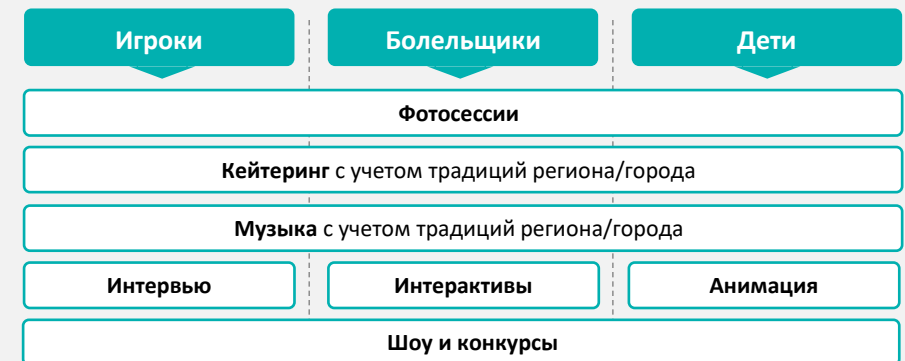 Игроки
Болельщики
Дети
Фотосессии
Кейтеринг с учетом традиций региона/города
Музыка с учетом традиций региона/города
Интервью
Интерактивы
Анимация
Шоу и конкурсы